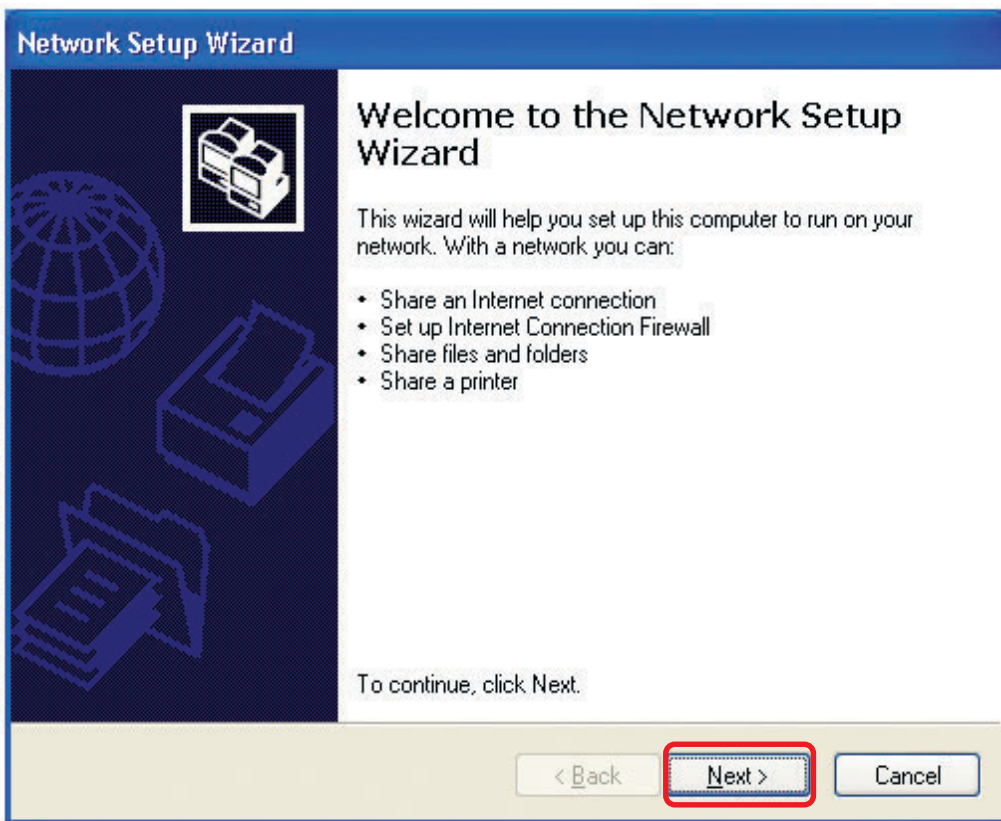 Network Setup Wizard
Welcome to the Network Setup
Wizard
This wizard will help you set up this computer to run on your
network. With a network you can:
• Share an Internet connection
• Set up Internet Connection Firewall
• Share files and folders
• Share a printer
To continue, click Next.
< Back Next > Cancel